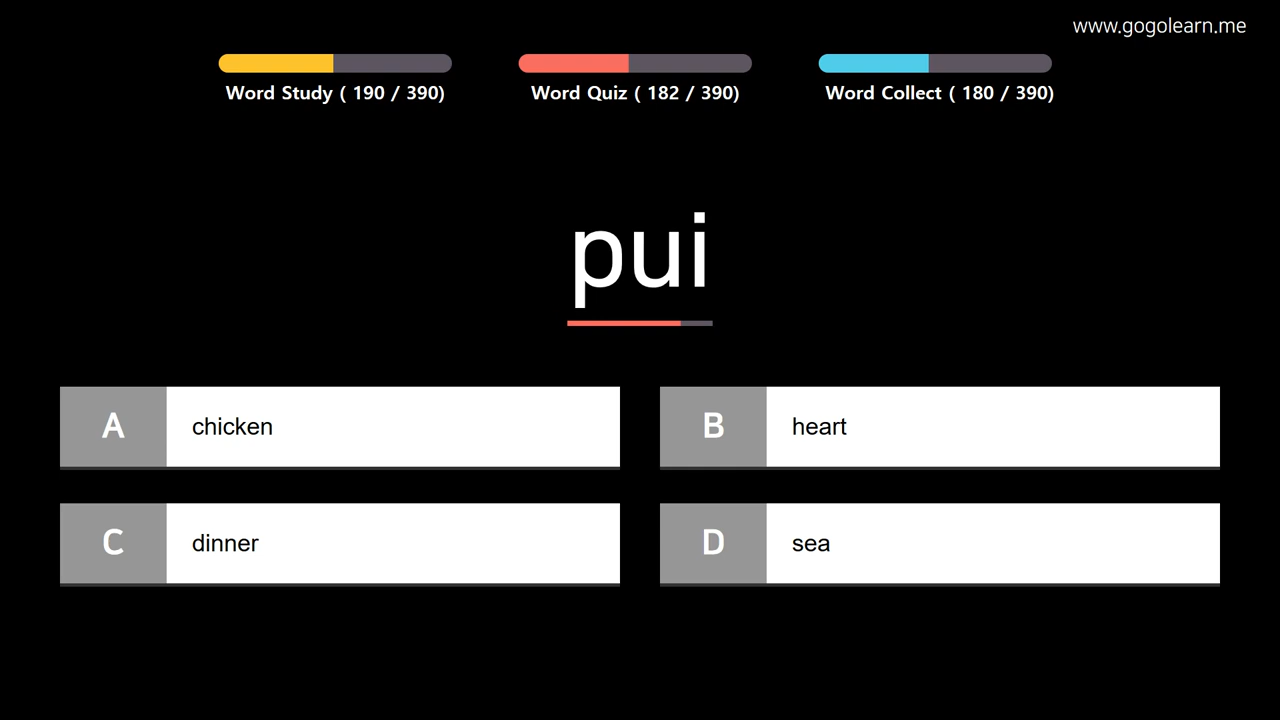 www.gogolearn.me
Word Study ( 190 / 390)
Word Quiz ( 182 / 390)
Word Collect ( 180 / 390)
pui
A chicken
B heart
C dinner
D sea